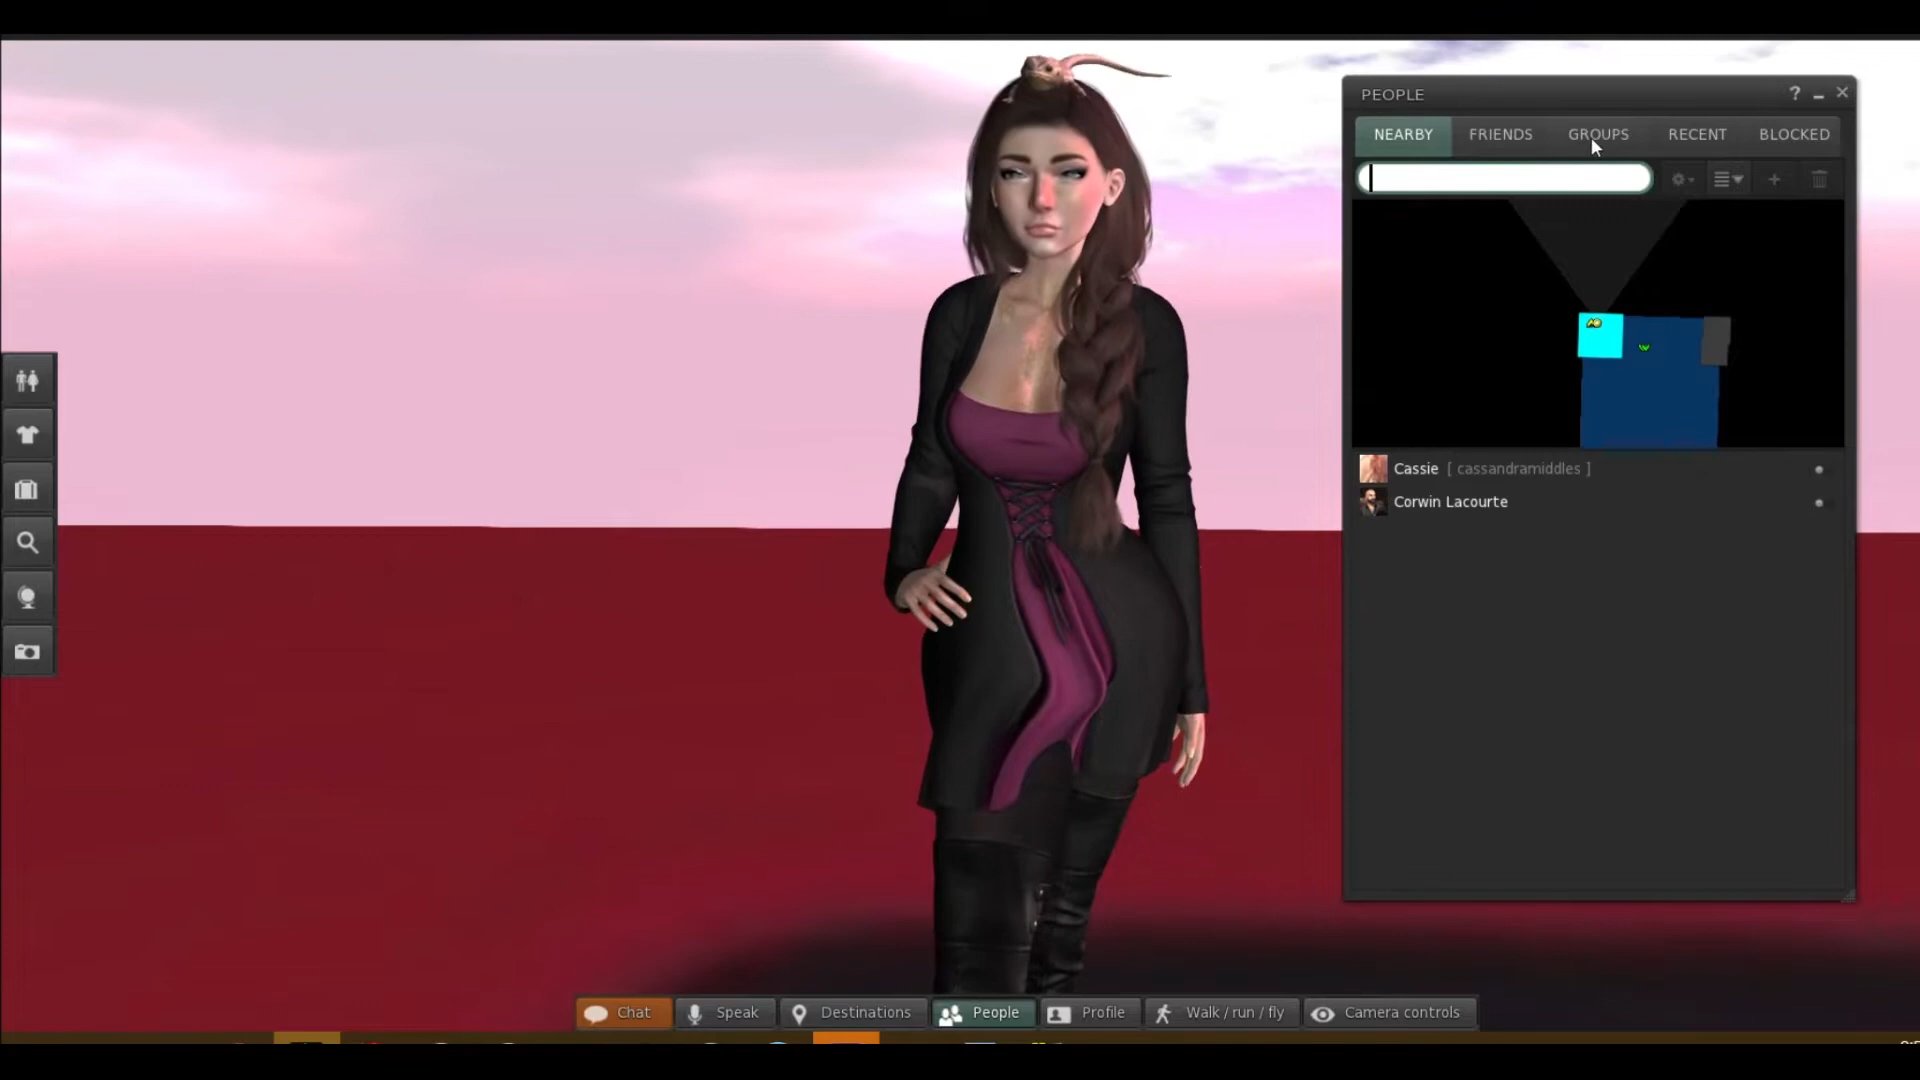 PEOPLE
NEARBY FRIENDS GROUPS RECENT BLOCKED
Cassie [ cassandramiddles ]
Corwin Lacourte
Chat Speak Destinations People Profile Walk / run / fly Camera controls